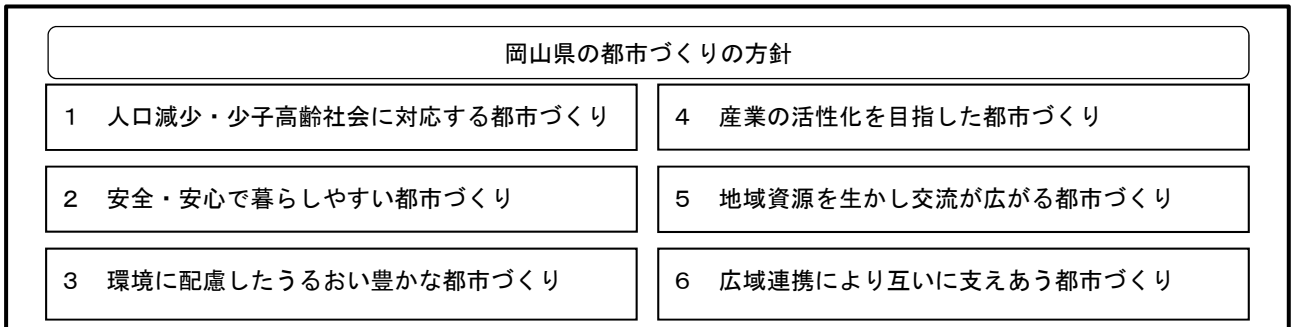 岡山県の都市づくりの方針
１　人口減少・少子高齢社会に対応する都市づくり
２　安全・安心で暮らしやすい都市づくり
３　環境に配慮したうるおい豊かな都市づくり
４　産業の活性化を目指した都市づくり
５　地域資源を生かし交流が広がる都市づくり
６　広域連携により互いに支えあう都市づくり